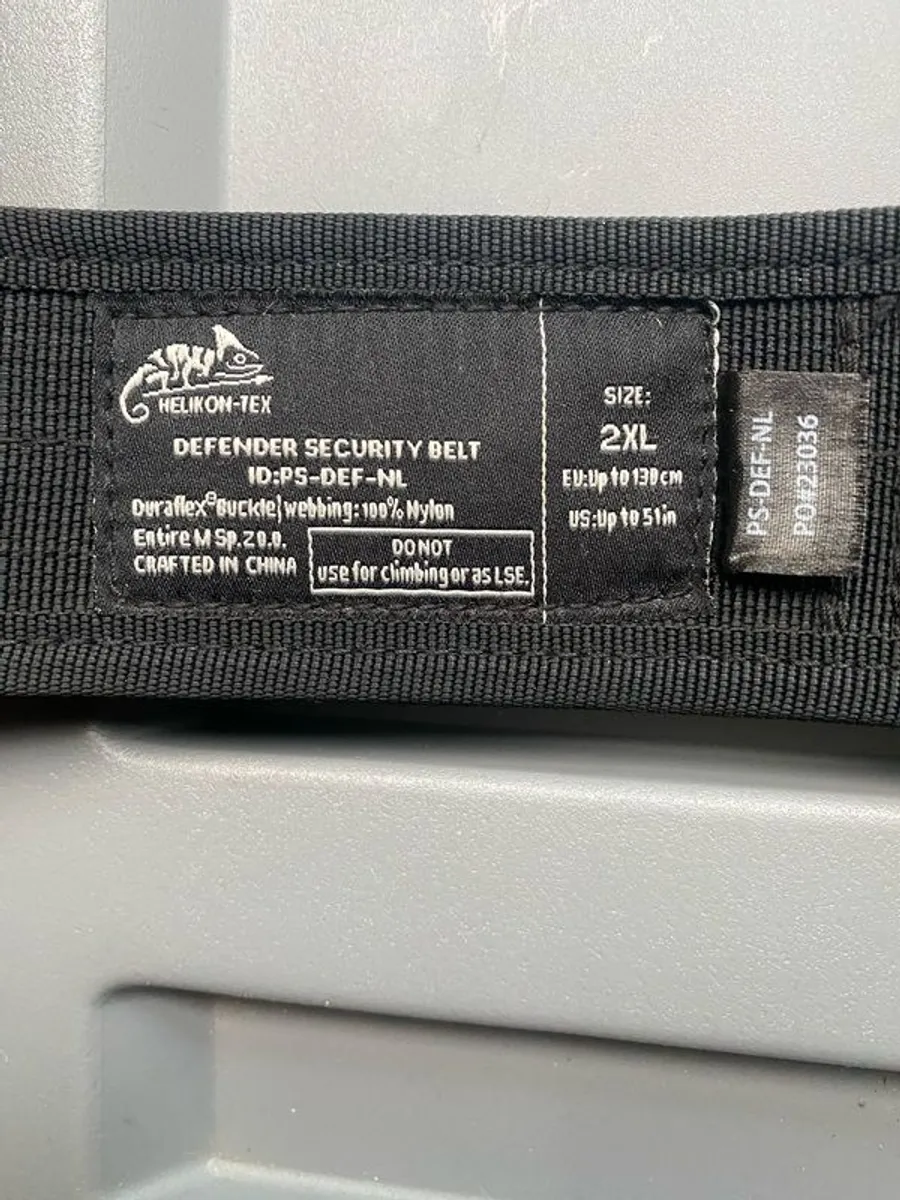 HELIKON-TEX
DEFENDER SECURITY BELT
ID:PS-DEF-NL
Duraflex® Buckle|webbing:100% Nylon
Entire M Sp.z o.o.
CRAFTED IN CHINA
DO NOT
use for climbing or as LSE.
SIZE:
2XL
EU:Up to 130cm
US:Up to 51in
PS-DEF-NL
PO#23036